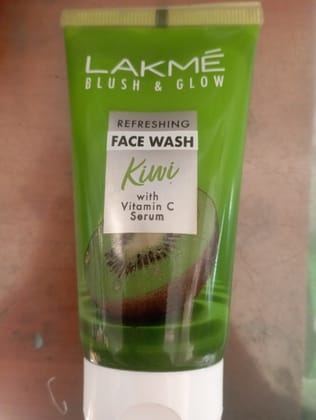 LAKMÉ
BLUSH & GLOW
REFRESHING
FACE WASH
Kiwi
with
Vitamin C
Serum